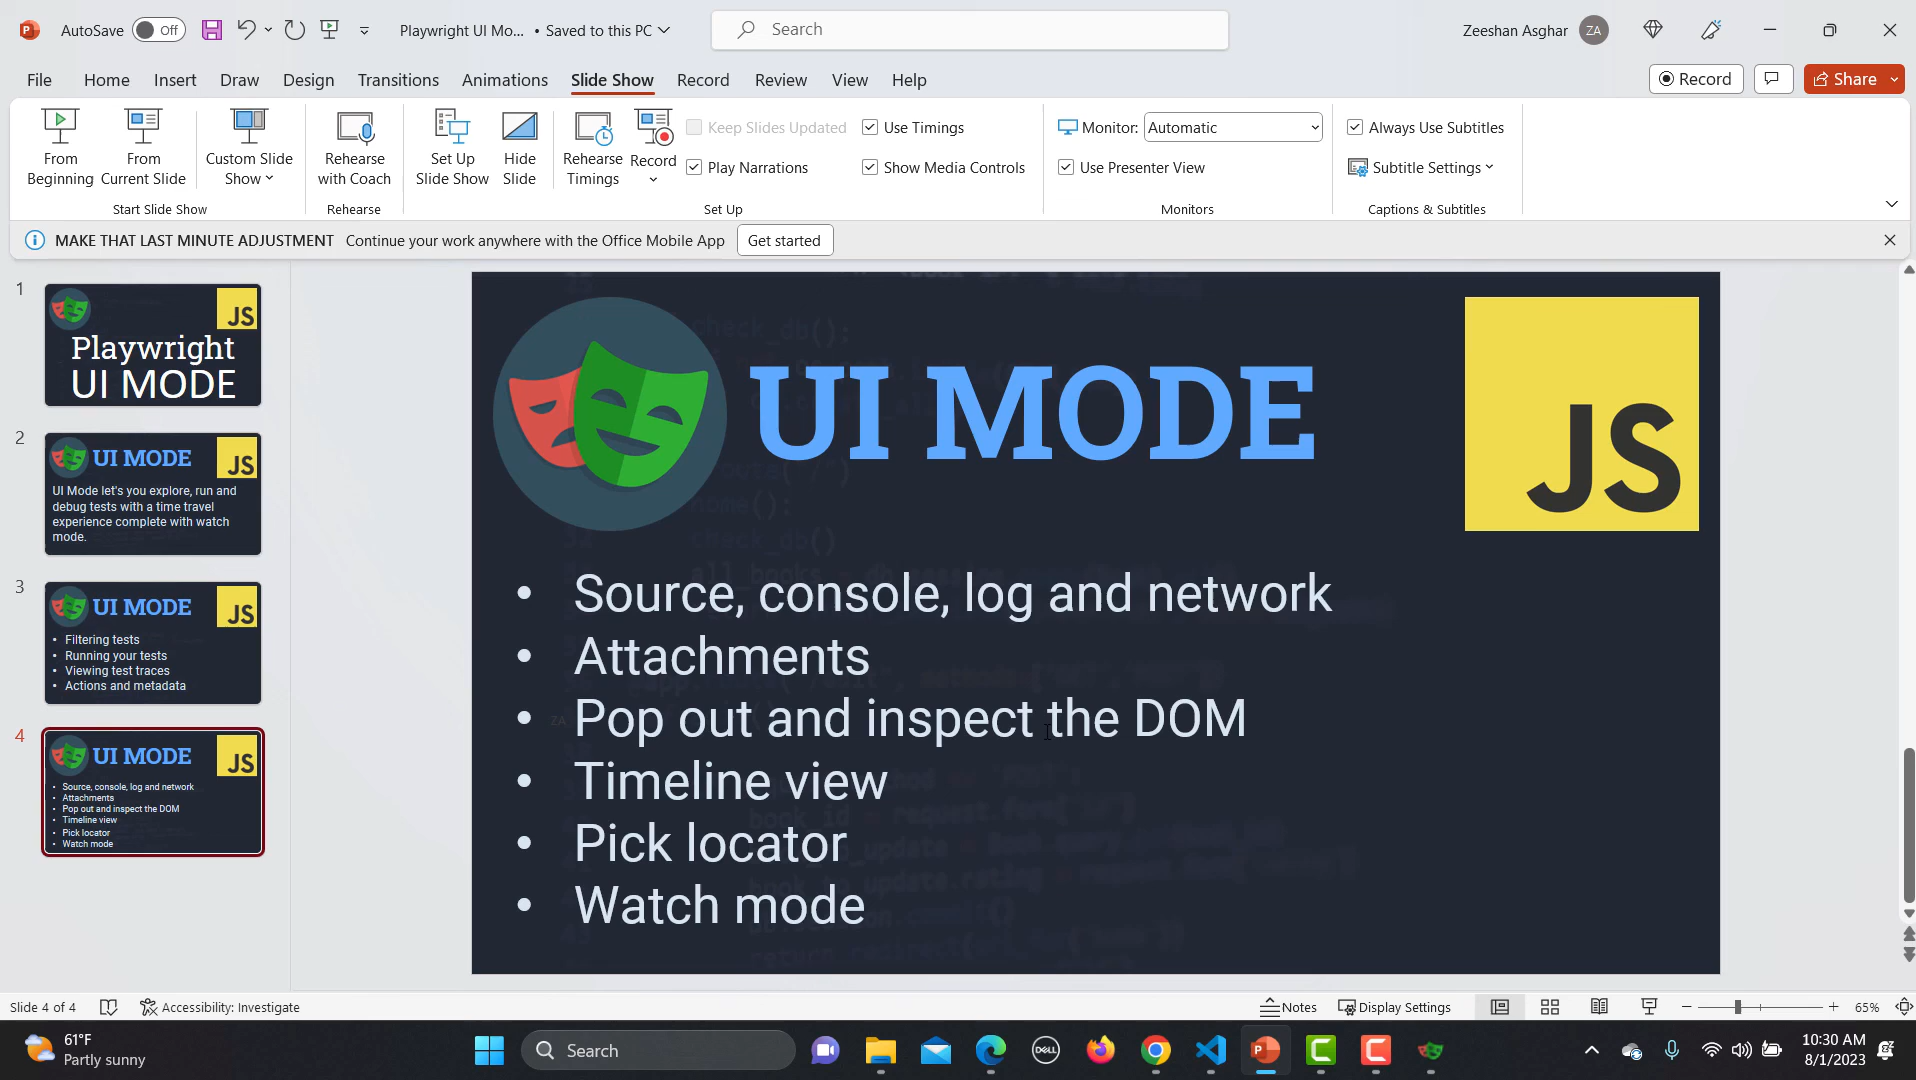 AutoSave Off Playwright UI Mo... • Saved to this PC Search Zeeshan Asghar ZA
File Home Insert Draw Design Transitions Animations Slide Show Record Review View Help Record Share
From Beginning
From Current Slide
Custom Slide Show
Start Slide Show
Rehearse with Coach
Rehearse
Set Up Slide Show
Hide Slide
Rehearse Timings
Record
Keep Slides Updated
Play Narrations
Use Timings
Show Media Controls
Set Up
Monitor: Automatic
Use Presenter View
Monitors
Always Use Subtitles
Subtitle Settings
Captions & Subtitles
MAKE THAT LAST MINUTE ADJUSTMENT Continue your work anywhere with the Office Mobile App Get started
1
JS
Playwright
UI MODE
2
UI MODE JS
UI Mode let's you explore, run and
debug tests with a time travel
experience complete with watch
mode.
3
UI MODE JS
• Filtering tests
• Running your tests
• Viewing test traces
• Actions and metadata
4
UI MODE JS
• Source, console, log and network
• Attachments
• Pop out and inspect the DOM
• Timeline view
• Pick locator
• Watch mode
UI MODE
JS
• Source, console, log and network
• Attachments
• Pop out and inspect the DOM
• Timeline view
• Pick locator
• Watch mode
Slide 4 of 4 Accessibility: Investigate Notes Display Settings 65%
61°F
Partly sunny
Search
DELL
10:30 AM
8/1/2023